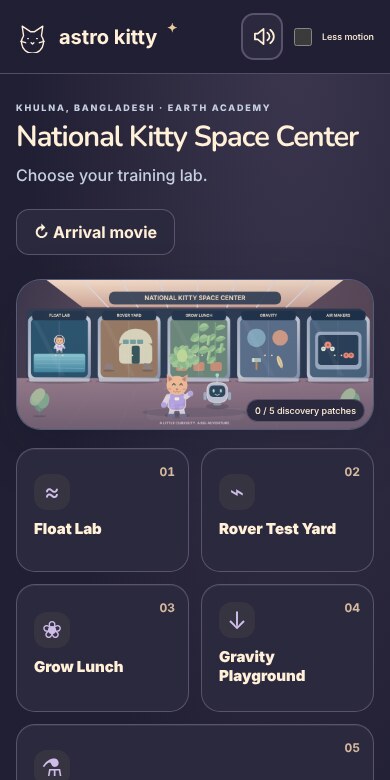 astro kitty
Less motion
KHULNA, BANGLADESH · EARTH ACADEMY
National Kitty Space Center
Choose your training lab.
↻ Arrival movie
NATIONAL KITTY SPACE CENTER
FLOAT LAB
ROVER YARD
GROW LUNCH
GRAVITY
AIR MAKERS
0 / 5 discovery patches
01
Float Lab
02
Rover Test Yard
03
Grow Lunch
04
Gravity
Playground
05